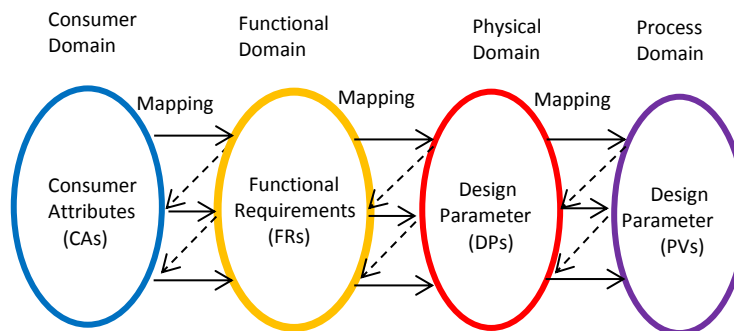 Consumer
Domain
Functional
Domain
Physical
Domain
Process
Domain
Mapping
Mapping
Mapping
Consumer
Attributes
(CAs)
Functional
Requirements
(FRs)
Design
Parameter
(DPs)
Design
Parameter
(PVs)